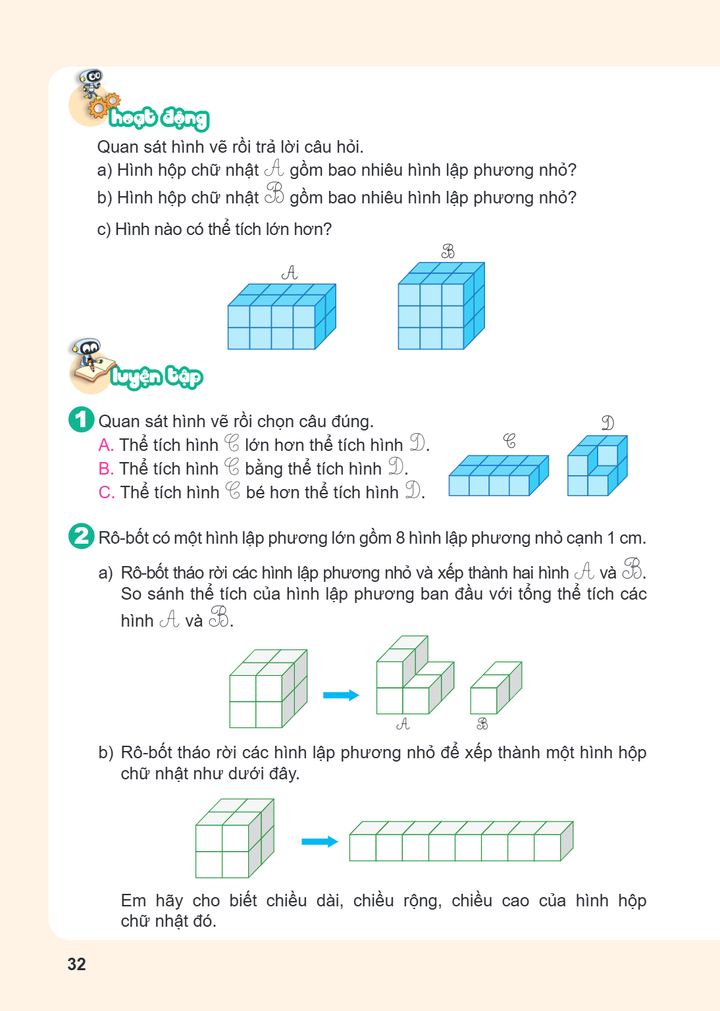 hoạt động
Quan sát hình vẽ rồi trả lời câu hỏi.
a) Hình hộp chữ nhật A gồm bao nhiêu hình lập phương nhỏ?
b) Hình hộp chữ nhật B gồm bao nhiêu hình lập phương nhỏ?
c) Hình nào có thể tích lớn hơn?
A
B
luyện tập
1 Quan sát hình vẽ rồi chọn câu đúng.
A. Thể tích hình C lớn hơn thể tích hình D.
B. Thể tích hình C bằng thể tích hình D.
C. Thể tích hình C bé hơn thể tích hình D.
C
D
2 Rô-bốt có một hình lập phương lớn gồm 8 hình lập phương nhỏ cạnh 1 cm.
a) Rô-bốt tháo rời các hình lập phương nhỏ và xếp thành hai hình A và B.
So sánh thể tích của hình lập phương ban đầu với tổng thể tích các
hình A và B.
A
B
b) Rô-bốt tháo rời các hình lập phương nhỏ để xếp thành một hình hộp
chữ nhật như dưới đây.
Em hãy cho biết chiều dài, chiều rộng, chiều cao của hình hộp
chữ nhật đó.
32